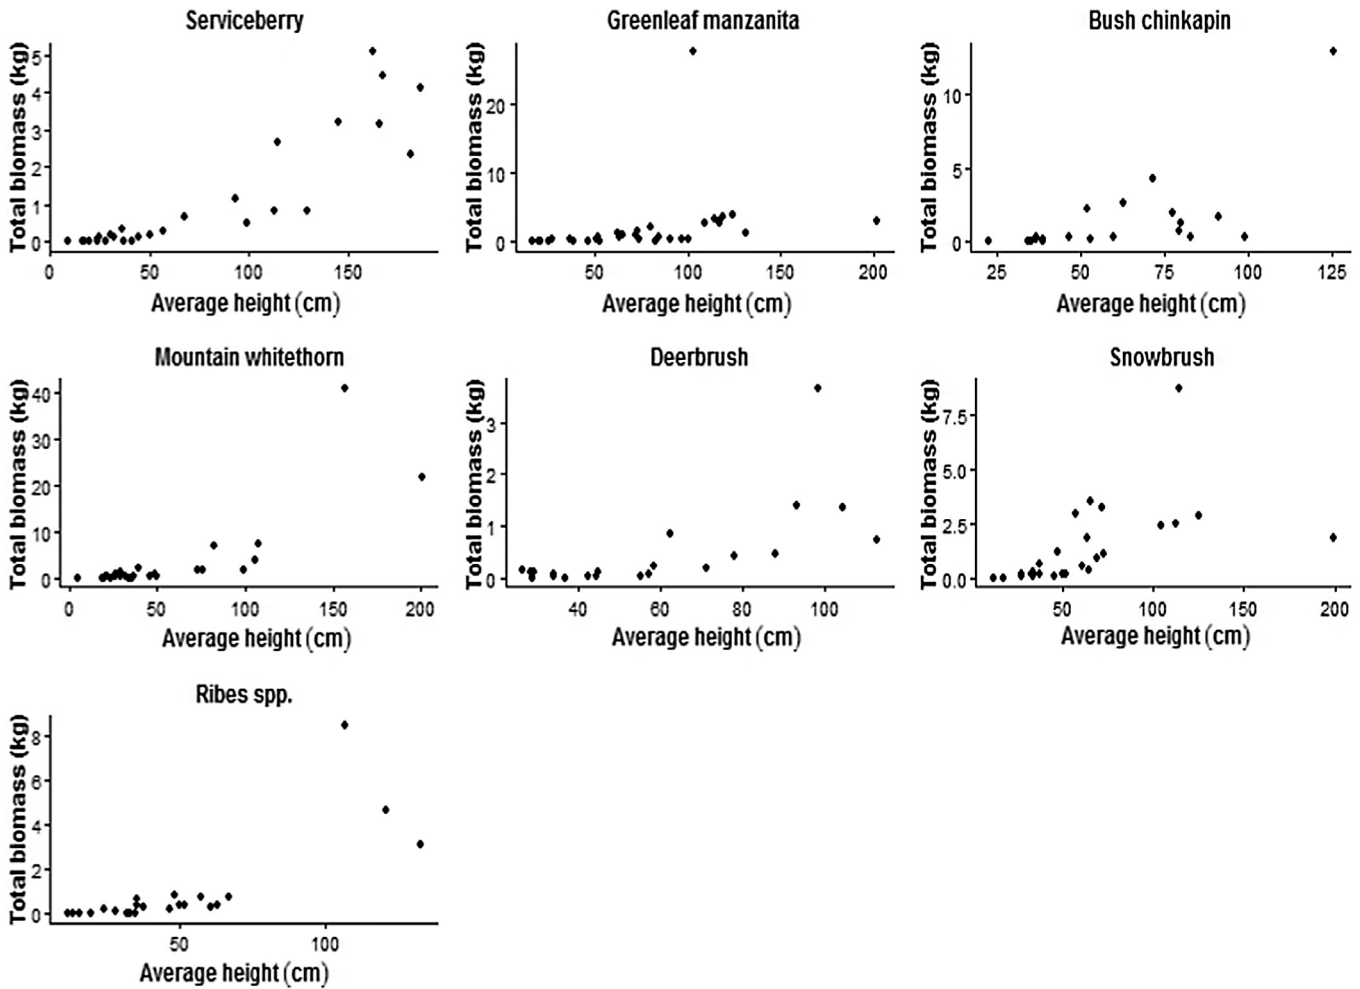 Serviceberry
Total biomass (kg)
5
4
3
2
1
0
0 50 100 150
Average height (cm)
Greenleaf manzanita
Total biomass (kg)
20
10
0
50 100 150 200
Average height (cm)
Bush chinkapin
Total biomass (kg)
10
5
0
25 50 75 100 125
Average height (cm)
Mountain whitethorn
Total biomass (kg)
40
30
20
10
0
0 50 100 150 200
Average height (cm)
Deerbrush
Total biomass (kg)
3
2
1
0
40 60 80 100
Average height (cm)
Snowbrush
Total biomass (kg)
7.5
5.0
2.5
0.0
50 100 150 200
Average height (cm)
Ribes spp.
Total biomass (kg)
8
6
4
2
0
50 100
Average height (cm)